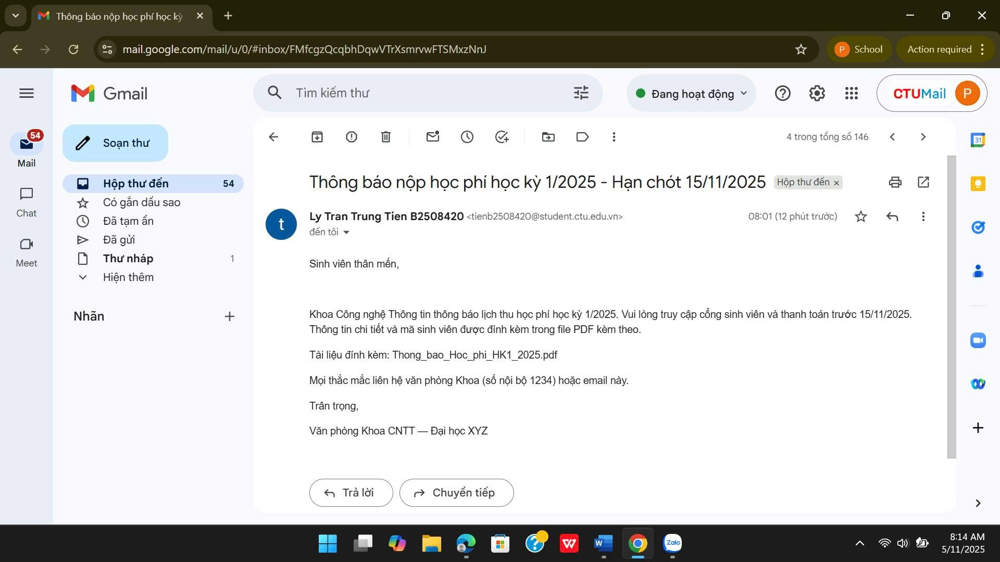 Thông báo nộp học phí học kỳ
mail.google.com/mail/u/0/#inbox/FMfcgzQcqbhDqwVTrXsmrvwFTSMxzNnJ
P School
Action required
Gmail
Tìm kiếm thư
Đang hoạt động
CTUMail P
54
Mail
Chat
Meet
Soạn thư
Hộp thư đến 54
Có gắn dấu sao
Đã tạm ẩn
Đã gửi
Thư nháp 1
Hiện thêm
Nhãn
4 trong tổng số 146
Thông báo nộp học phí học kỳ 1/2025 - Hạn chót 15/11/2025 Hộp thư đến x
t
Ly Tran Trung Tien B2508420 <tienb2508420@student.ctu.edu.vn> 08:01 (12 phút trước)
đến tôi
Sinh viên thân mến,
Khoa Công nghệ Thông tin thông báo lịch thu học phí học kỳ 1/2025. Vui lòng truy cập cổng sinh viên và thanh toán trước 15/11/2025.
Thông tin chi tiết và mã sinh viên được đính kèm trong file PDF kèm theo.
Tài liệu đính kèm: Thong_bao_Hoc_phi_HK1_2025.pdf
Mọi thắc mắc liên hệ văn phòng Khoa (số nội bộ 1234) hoặc email này.
Trân trọng,
Văn phòng Khoa CNTT — Đại học XYZ
Trả lời
Chuyển tiếp
31
W
Zalo
8:14 AM
5/11/2025